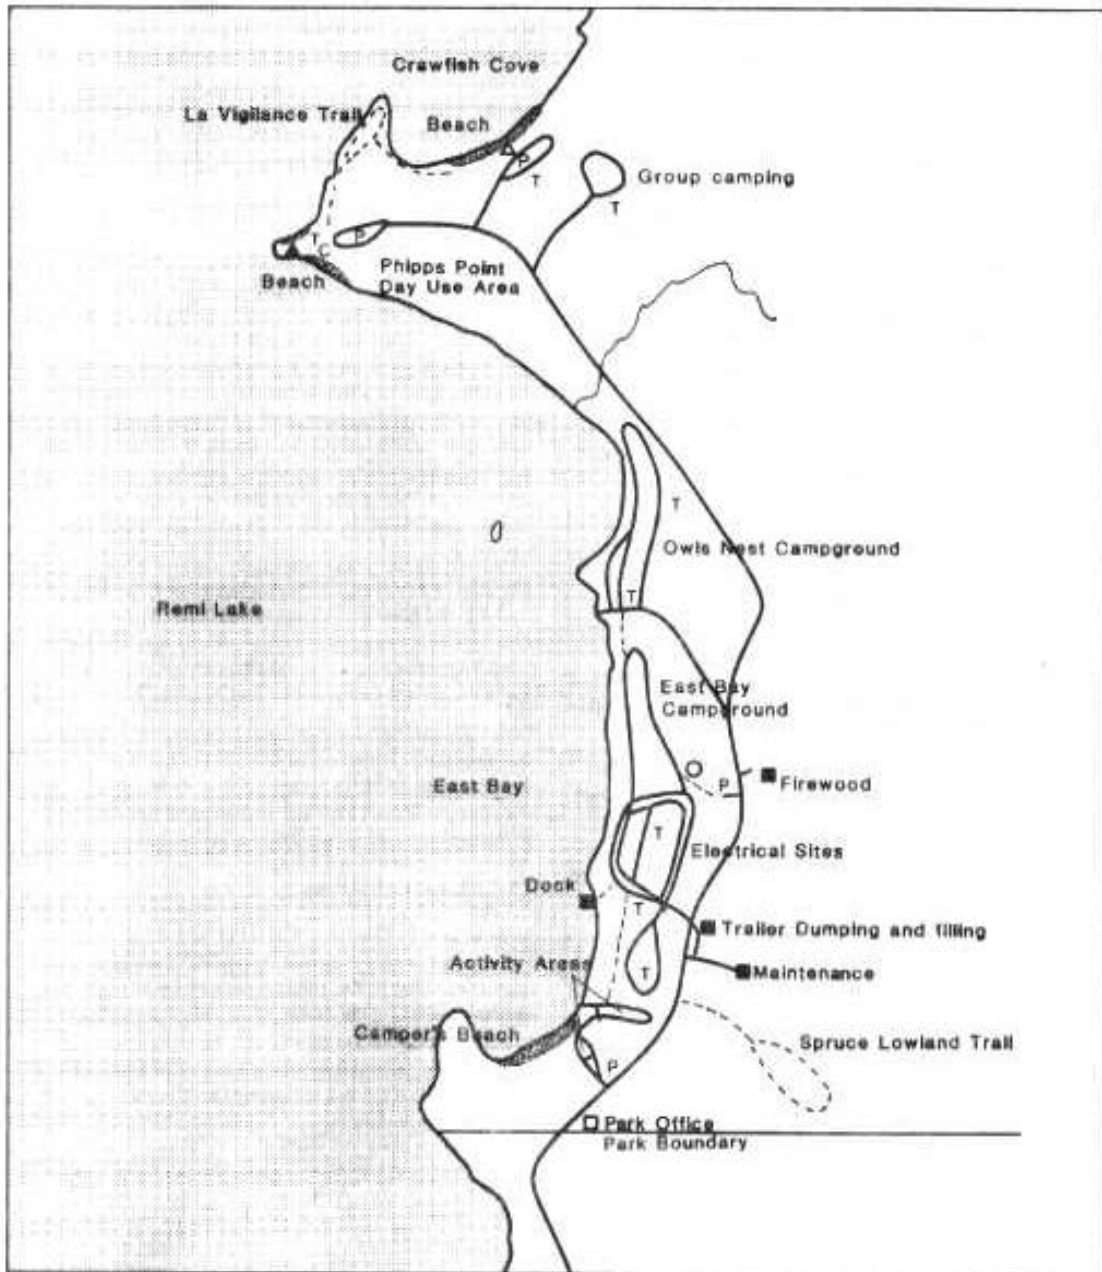 Crawfish Cove
La Vigilance Trail
Beach
P
T
Group camping
T
P
T
C
Beach
Phipps Point
Day Use Area
T
Owls Nest Campground
T
Remi Lake
East Bay
Campground
P
Firewood
East Bay
T
Electrical Sites
Dock
T
Trailer Dumping and filling
Activity Areas
T
Maintenance
Camper's Beach
Spruce Lowland Trail
P
Park Office
Park Boundary